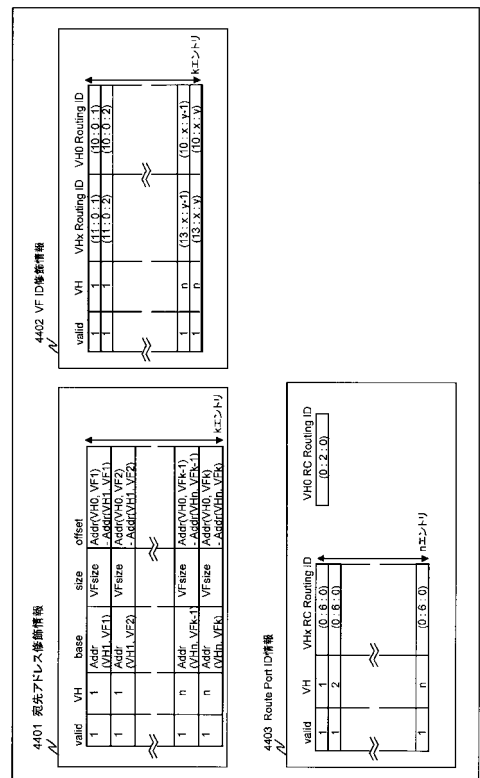 4401 宛先アドレス修飾情報
valid VH base size offset
1 1 Addr (VH1, VF1) VFsize Addr(VH0, VF1) - Addr(VH1, VF1)
1 1 Addr (VH1, VF2) VFsize Addr(VH0, VF2) - Addr(VH1, VF2)
1 n Addr (VHn, VFk-1) VFsize Addr(VH0, VFk-1) - Addr(VHn, VFk-1)
1 n Addr (VHn, VFk) VFsize Addr(VH0, VFk) - Addr(VHn, VFk)
kエントリ
4402 VF ID修飾情報
valid VH VHx Routing ID VH0 Routing ID
1 1 (11 : 0 : 1) (10 : 0 : 1)
1 1 (11 : 0 : 2) (10 : 0 : 2)
1 n (13 : x : y-1) (10 : x : y-1)
1 n (13 : x : y) (10 : x : y)
kエントリ
4403 Route Port ID情報
valid VH VHx RC Routing ID
1 1 (0 : 6 : 0)
1 2 (0 : 6 : 0)
1 n (0 : 6 : 0)
nエントリ
VH0 RC Routing ID
(0 : 2 : 0)